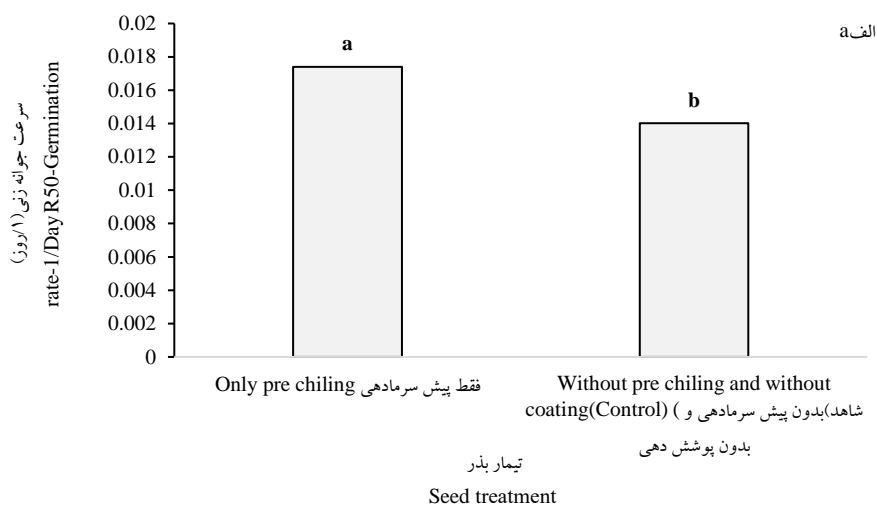 الفa
0.02
0.018
0.016
0.014
0.012
0.01
0.008
0.006
0.004
0.002
0
a
b
سرعت جوانه زنی(۱/روز)
rate-1/DayR50-Germination
Only pre chiling فقط پیش سرمادهی
Without pre chiling and without
coating(Control) ( شاهد)بدون پیش سرمادهی و
بدون پوشش دهی
تیمار بذر
Seed treatment